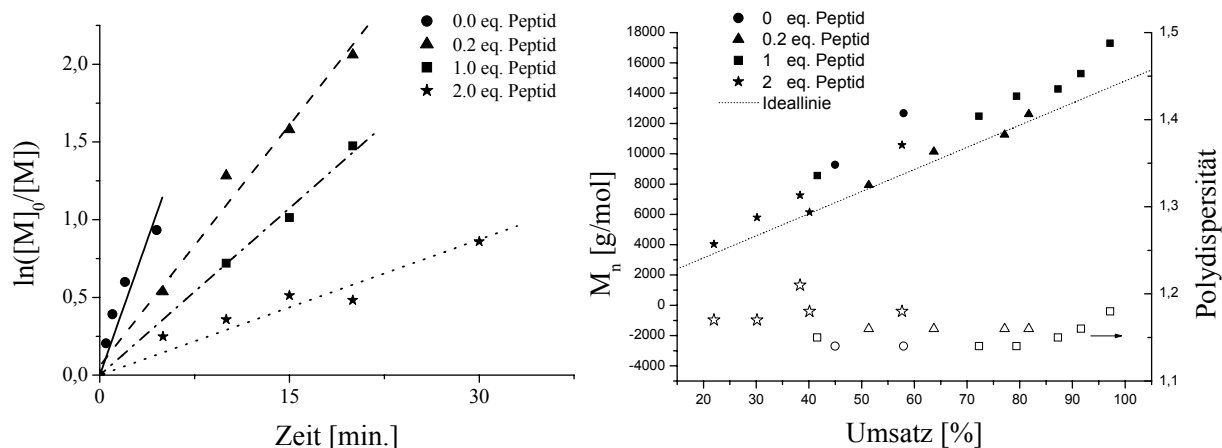 0.0 eq. Peptid
0.2 eq. Peptid
1.0 eq. Peptid
2.0 eq. Peptid
2,0
1,5
1,0
0,5
0,0
0
15
30
ln([M]0/[M])
Zeit [min.]
0 eq. Peptid
0.2 eq. Peptid
1 eq. Peptid
2 eq. Peptid
Ideallinie
18000
16000
14000
12000
10000
8000
6000
4000
2000
0
-2000
-4000
Mn [g/mol]
20
30
40
50
60
70
80
90
100
Umsatz [%]
1,5
1,4
1,3
1,2
1,1
Polydispersität